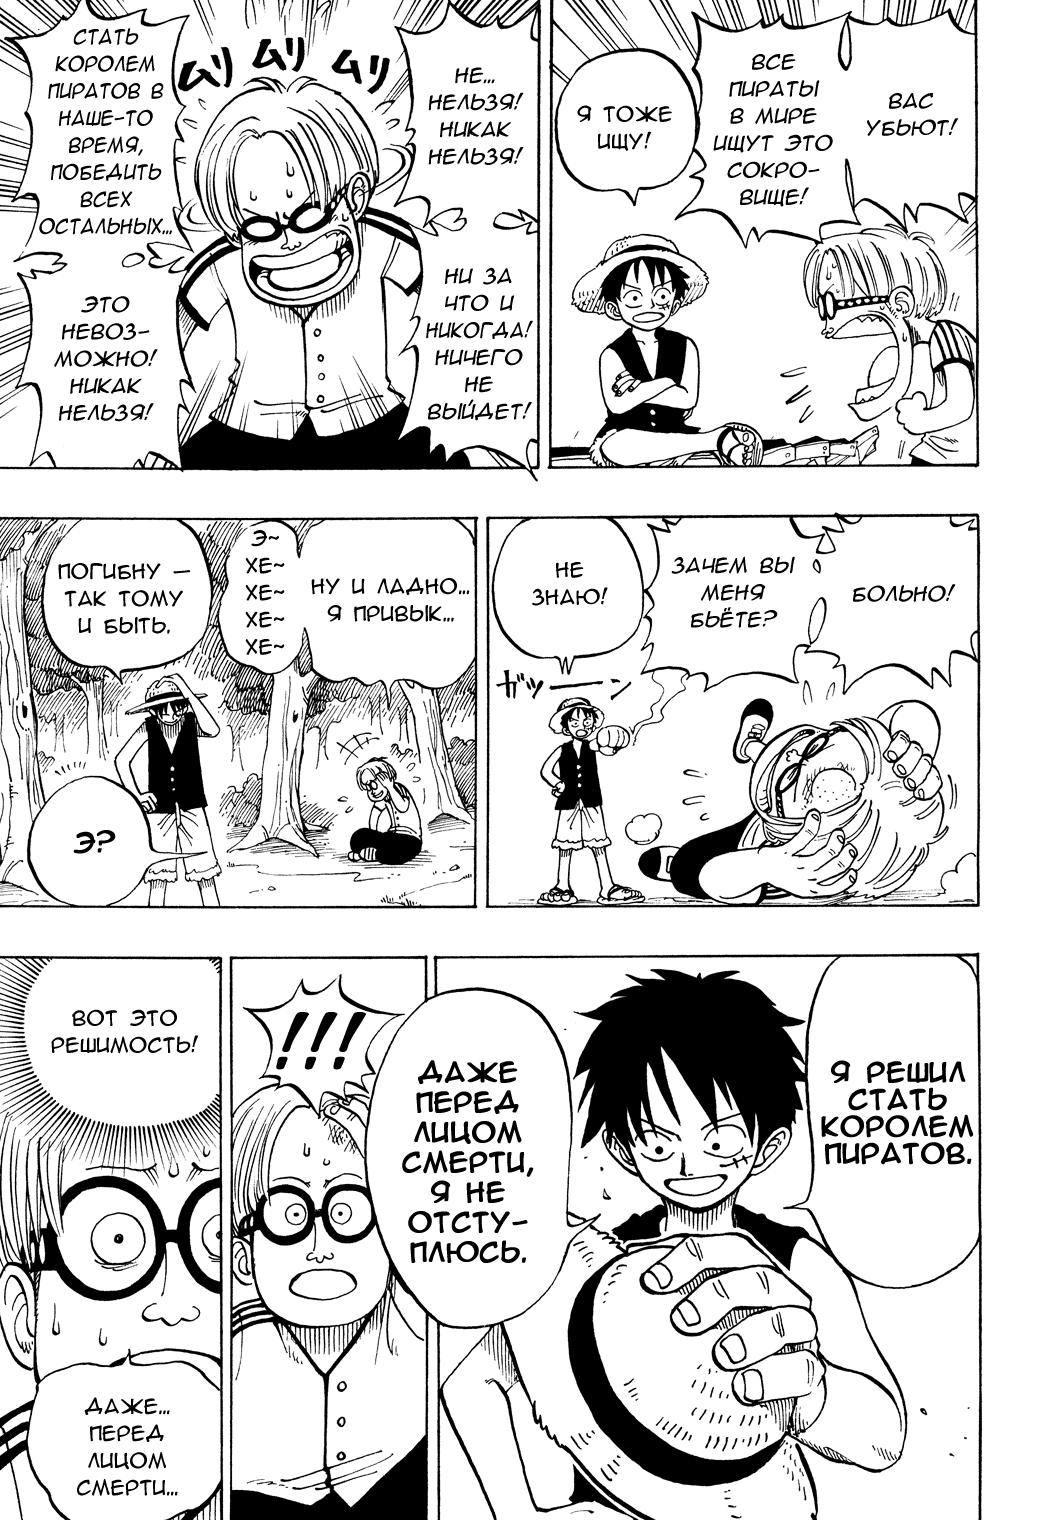 ВАС
УБЬЮТ!
ВСЕ
ПИРАТЫ
В МИРЕ
ИЩУТ ЭТО
СОКРО-
ВИЩЕ!
Я ТОЖЕ
ИЩУ!
НЕ...
НЕЛЬЗЯ!
НИКАК
НЕЛЬЗЯ!
НИ ЗА
ЧТО И
НИКОГДА!
НИЧЕГО
НЕ
ВЫЙДЕТ!
ムリ ムリ ムリ
СТАТЬ
КОРОЛЕМ
ПИРАТОВ В
НАШЕ-ТО
ВРЕМЯ,
ПОБЕДИТЬ
ВСЕХ
ОСТАЛЬНЫХ...
ЭТО
НЕВОЗ-
МОЖНО!
НИКАК
НЕЛЬЗЯ!
БОЛЬНО!
ЗАЧЕМ ВЫ
МЕНЯ
БЬЁТЕ?
НЕ
ЗНАЮ!
ガツーン
НУ И ЛАДНО...
Я ПРИВЫК...
Э~
ХЕ~
ХЕ~
ХЕ~
ХЕ~
ПОГИБНУ —
ТАК ТОМУ
И БЫТЬ.
Э?
Я РЕШИЛ
СТАТЬ
КОРОЛЕМ
ПИРАТОВ.
ДАЖЕ
ПЕРЕД
ЛИЦОМ
СМЕРТИ,
Я НЕ
ОТСТУ-
ПЛЮСЬ.
!!!
ВОТ ЭТО
РЕШИМОСТЬ!
ДАЖЕ...
ПЕРЕД
ЛИЦОМ
СМЕРТИ...